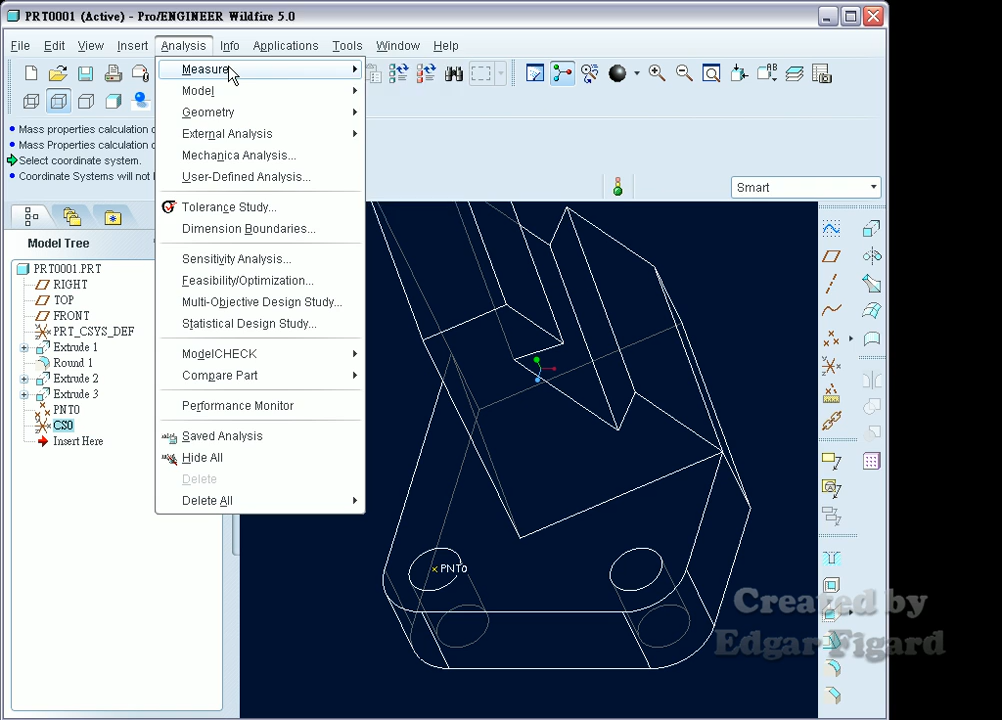 PRT0001 (Active) - Pro/ENGINEER Wildfire 5.0
File Edit View Insert Analysis Info Applications Tools Window Help
Mass properties calculation
Mass Properties calculation
Select coordinate system.
Coordinate Systems will not
Smart
Model Tree
PRT0001.PRT
RIGHT
TOP
FRONT
PRT_CSYS_DEF
Extrude 1
Round 1
Extrude 2
Extrude 3
PNT0
CS0
Insert Here
Measure
Model
Geometry
External Analysis
Mechanica Analysis...
User-Defined Analysis...
Tolerance Study...
Dimension Boundaries...
Sensitivity Analysis...
Feasibility/Optimization...
Multi-Objective Design Study...
Statistical Design Study...
ModelCHECK
Compare Part
Performance Monitor
Saved Analysis
Hide All
Delete
Delete All
PNT0
Created by
Edgar Figard